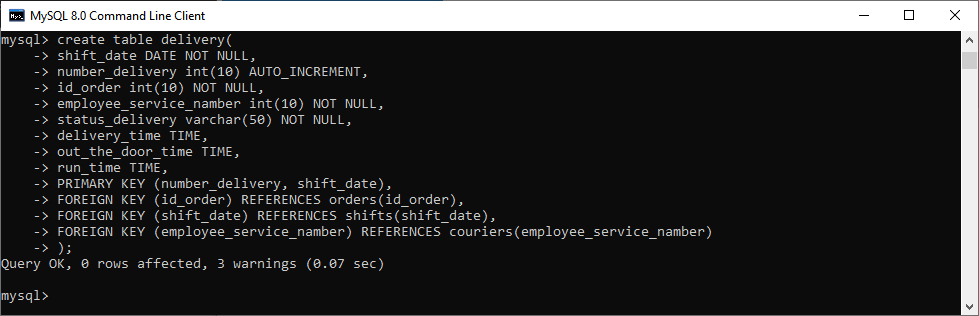 MySQL 8.0 Command Line Client
mysql> create table delivery(
    -> shift_date DATE NOT NULL,
    -> number_delivery int(10) AUTO_INCREMENT,
    -> id_order int(10) NOT NULL,
    -> employee_service_namber int(10) NOT NULL,
    -> status_delivery varchar(50) NOT NULL,
    -> delivery_time TIME,
    -> out_the_door_time TIME,
    -> run_time TIME,
    -> PRIMARY KEY (number_delivery, shift_date),
    -> FOREIGN KEY (id_order) REFERENCES orders(id_order),
    -> FOREIGN KEY (shift_date) REFERENCES shifts(shift_date),
    -> FOREIGN KEY (employee_service_namber) REFERENCES couriers(employee_service_namber)
    -> );
Query OK, 0 rows affected, 3 warnings (0.07 sec)
mysql>